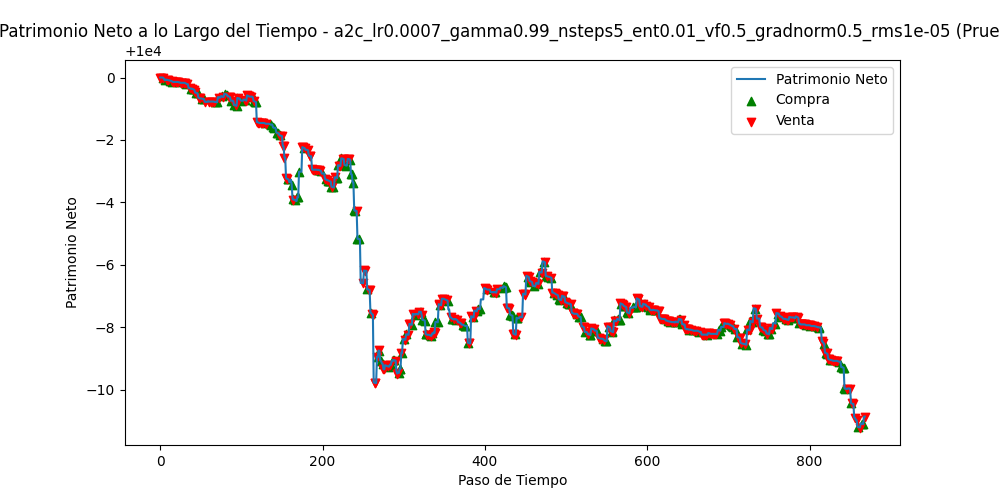 Patrimonio Neto a lo Largo del Tiempo - a2c_lr0.0007_gamma0.99_nsteps5_ent0.01_vf0.5_gradnorm0.5_rms1e-05 (Prue
+1e4
0
−2
−4
−6
−8
−10
Patrimonio Neto
Patrimonio Neto
Compra
Venta
0 200 400 600 800
Paso de Tiempo